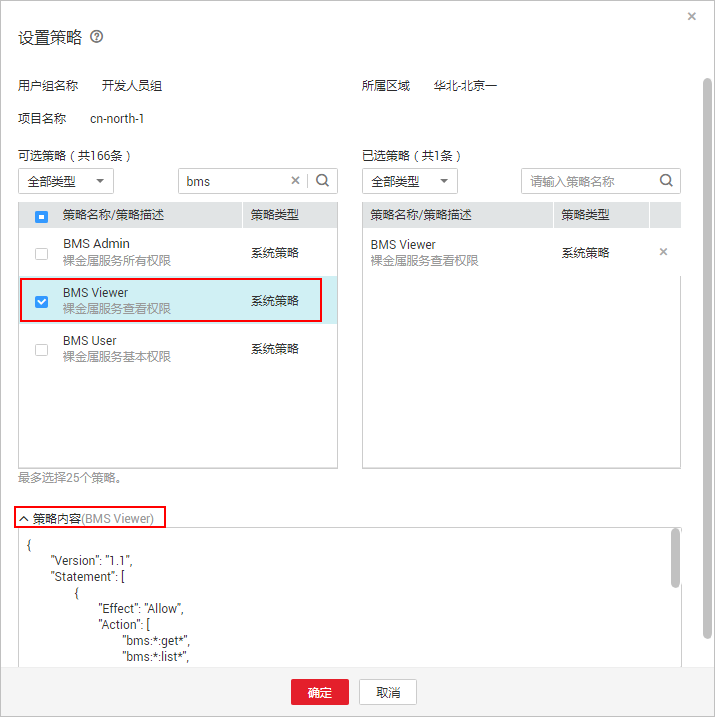 设置策略
用户组名称 开发人员组 所属区域 华北-北京一
项目名称 cn-north-1
可选策略（共166条） 已选策略（共1条）
全部类型 bms 全部类型 请输入策略名称
策略名称/策略描述 策略类型 策略名称/策略描述 策略类型
BMS Admin
裸金属服务所有权限 系统策略
BMS Viewer
裸金属服务查看权限 系统策略
BMS Viewer
裸金属服务查看权限 系统策略
BMS User
裸金属服务基本权限 系统策略
最多选择25个策略。
策略内容(BMS Viewer)
{
"Version": "1.1",
"Statement": [
{
"Effect": "Allow",
"Action": [
"bms:*:get*",
"bms:*:list*",
确定 取消